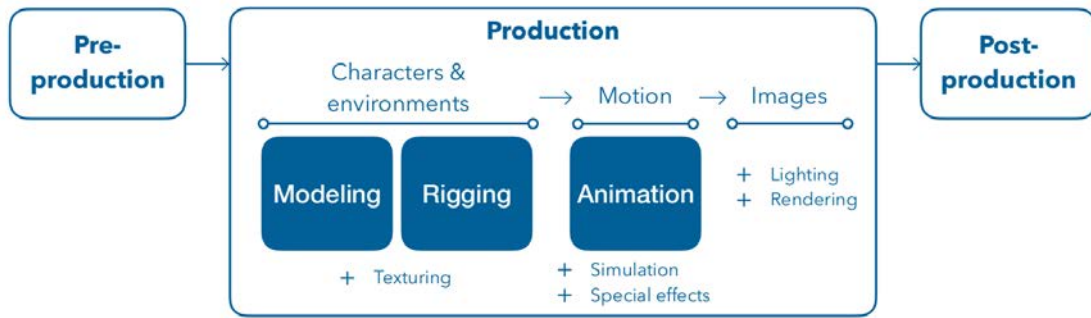 Pre-
production
Production
Characters &
environments
→ Motion → Images
Modeling Rigging Animation
+ Texturing
+ Simulation
+ Special effects
+ Lighting
+ Rendering
Post-
production